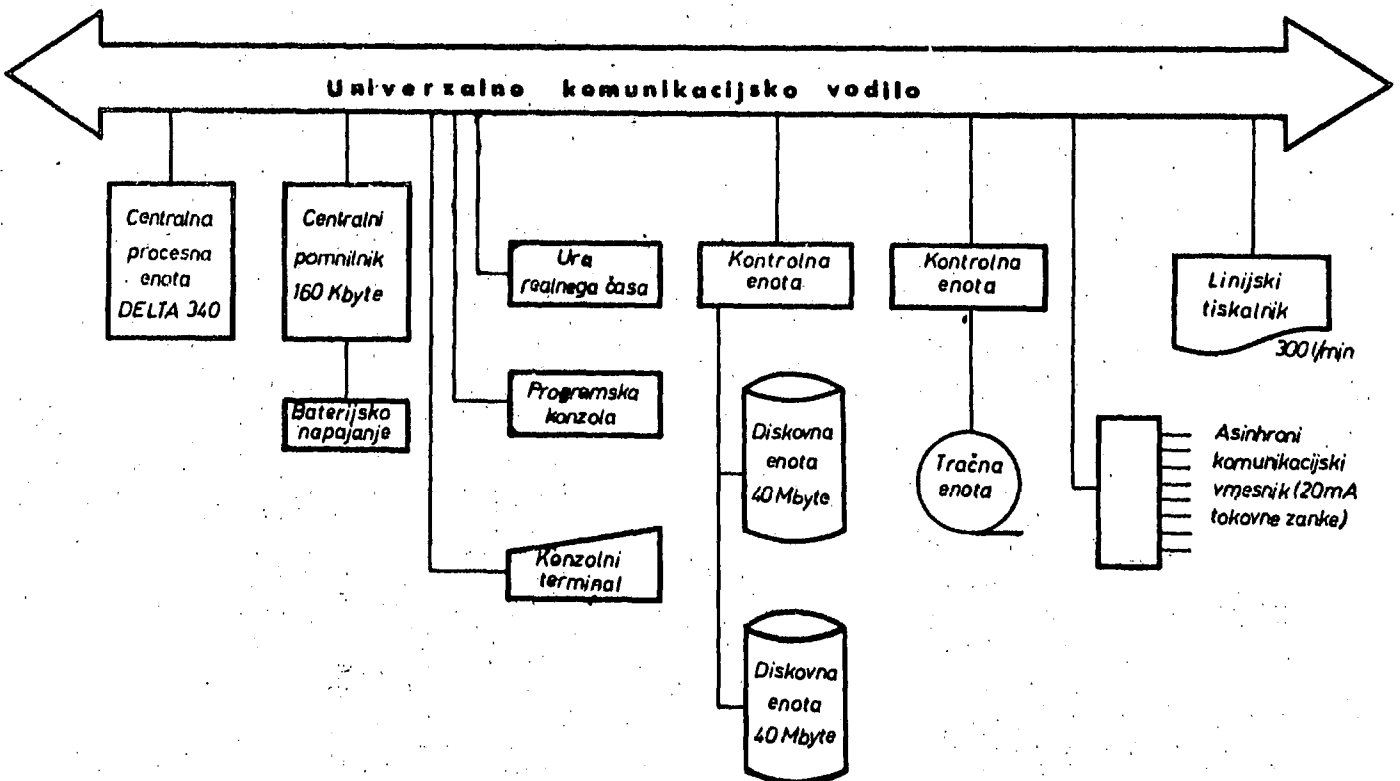 Univerzalno komunikacijsko vodilo
Centralna
procesna
enota
DELTA 340
Centralni
pomnilnik
160 Kbyte
Baterijsko
napajanje
Ura
realnega časa
Programska
konzola
Konzolni
terminal
Kontrolna
enota
Diskovna
enota
40 Mbyte
Diskovna
enota
40 Mbyte
Kontrolna
enota
Tračna
enota
Asinhroni
komunikacijski
vmesnik (20mA
tokovne zanke)
Linijski
tiskalnik
300 l/min